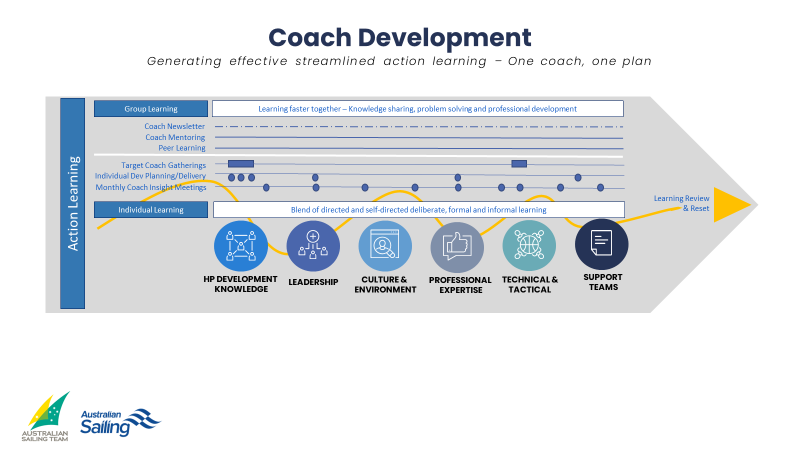 Coach Development
Generating effective streamlined action learning – One coach, one plan
Action Learning
Group Learning
Learning faster together – Knowledge sharing, problem solving and professional development
Coach Newsletter
Coach Mentoring
Peer Learning
Target Coach Gatherings
Individual Dev Planning/Delivery
Monthly Coach Insight Meetings
Individual Learning
Blend of directed and self-directed deliberate, formal and informal learning
Learning Review
& Reset
HP DEVELOPMENT
KNOWLEDGE
LEADERSHIP
CULTURE &
ENVIRONMENT
PROFESSIONAL
EXPERTISE
TECHNICAL &
TACTICAL
SUPPORT
TEAMS
AUSTRALIAN
SAILING TEAM
Australian
Sailing